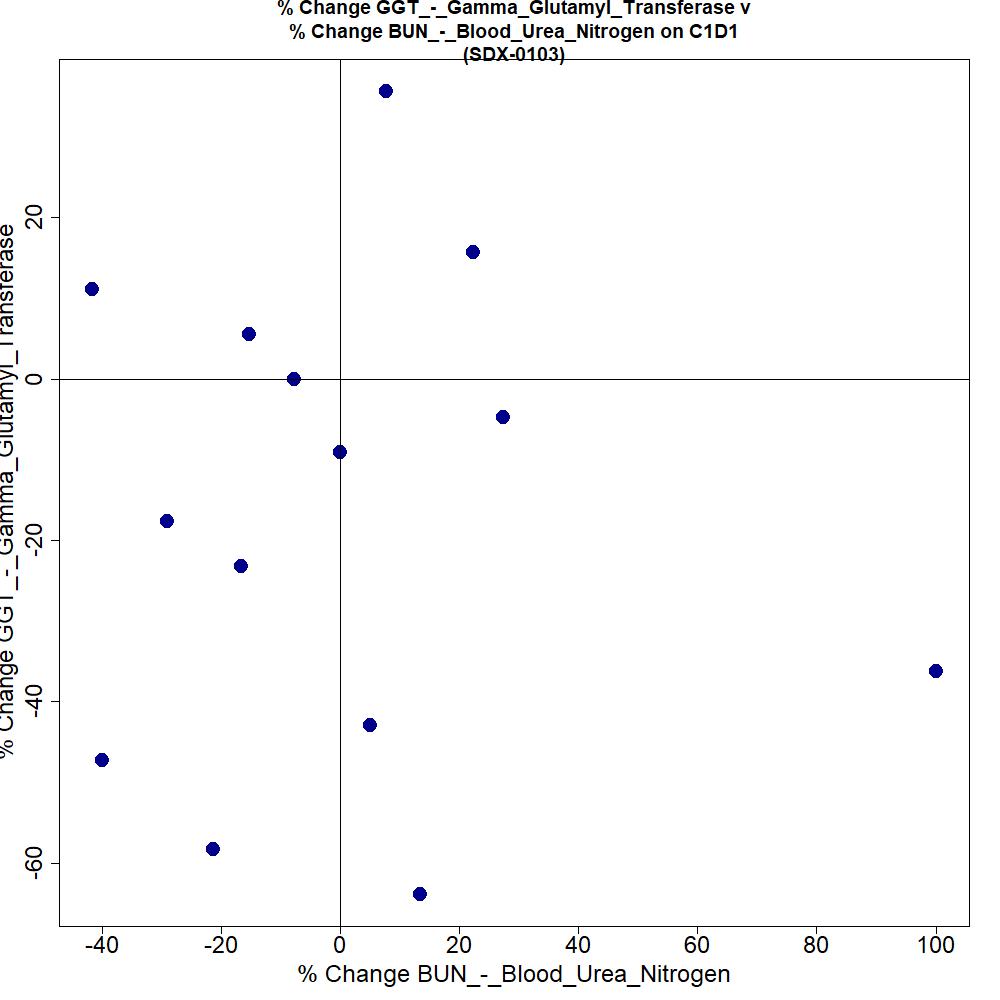 % Change GGT_-_Gamma_Glutamyl_Transferase v
% Change BUN_-_Blood_Urea_Nitrogen on C1D1
(SDX-0103)
% Change GGT_-_Gamma_Glutamyl_Transferase
20
0
-20
-40
-60
-40 -20 0 20 40 60 80 100
% Change BUN_-_Blood_Urea_Nitrogen